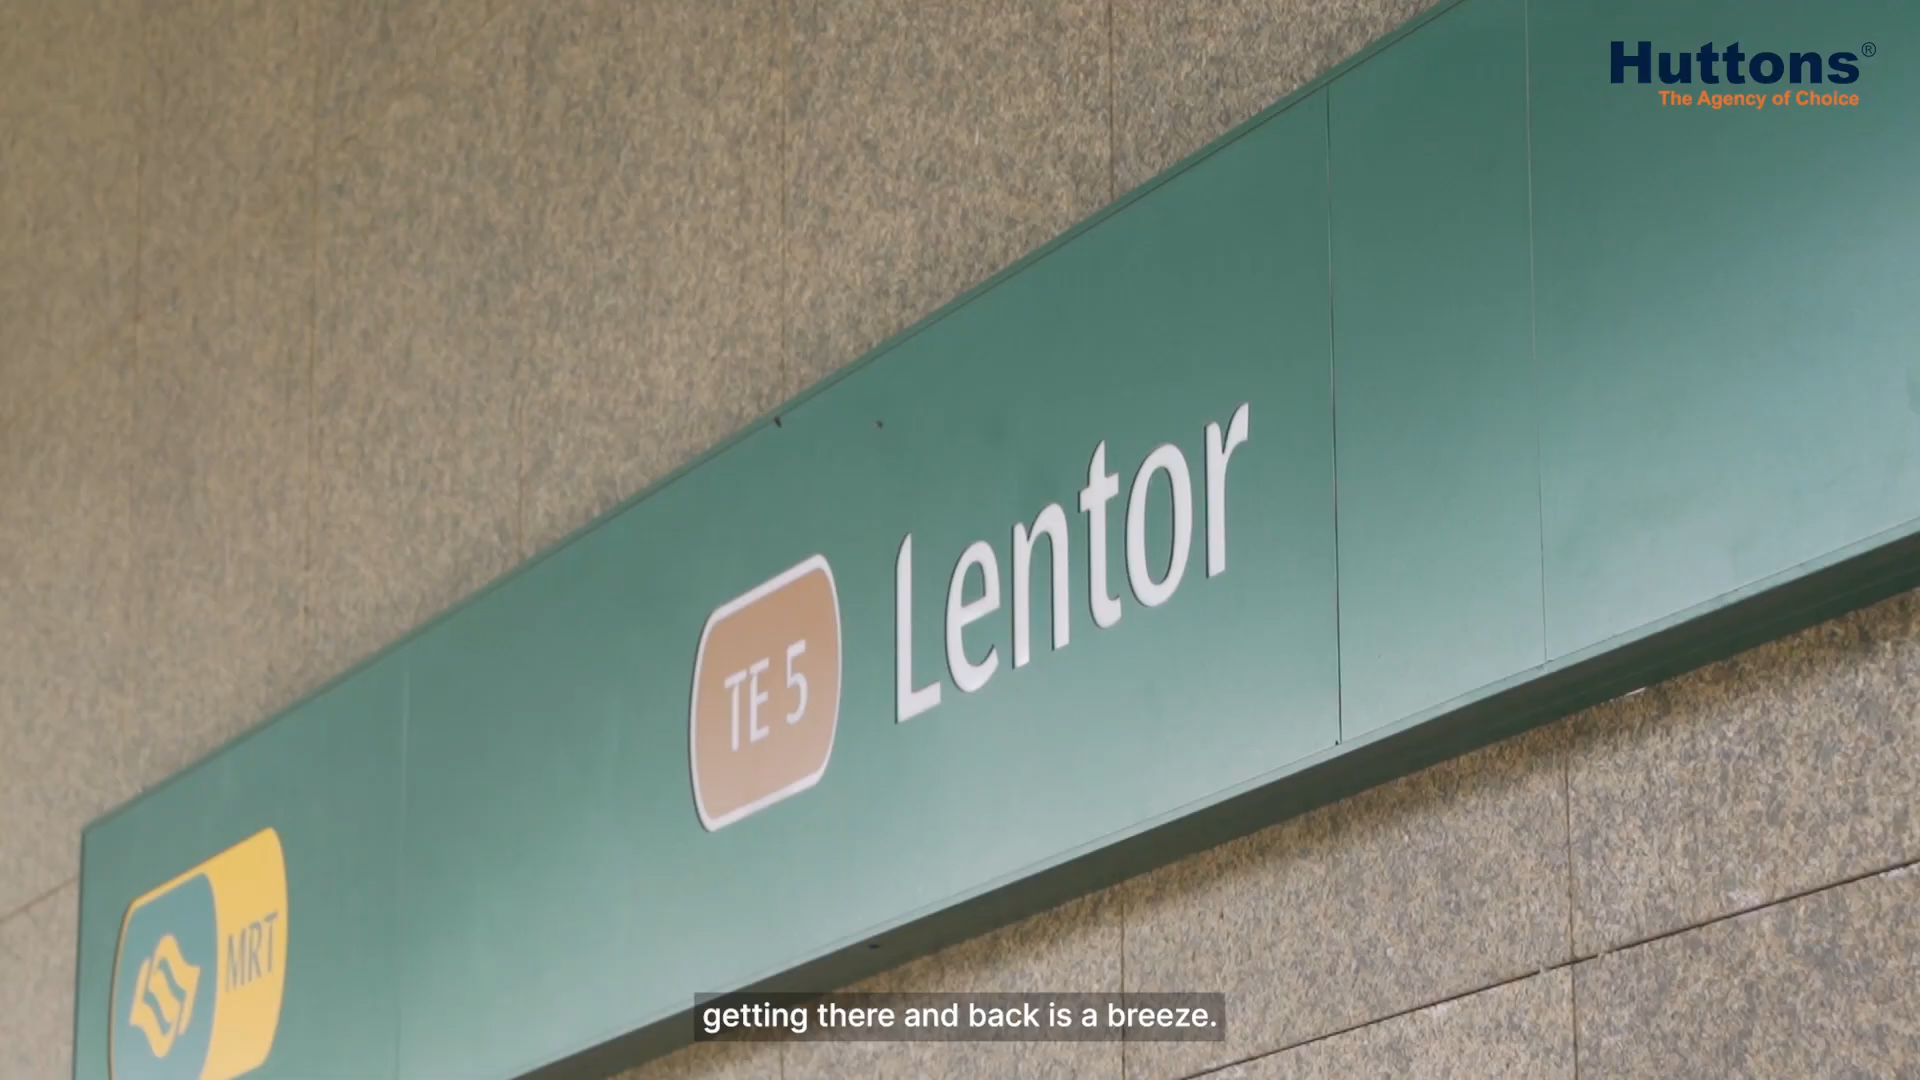 Huttons®
The Agency of Choice
TE 5 Lentor
MRT
getting there and back is a breeze.